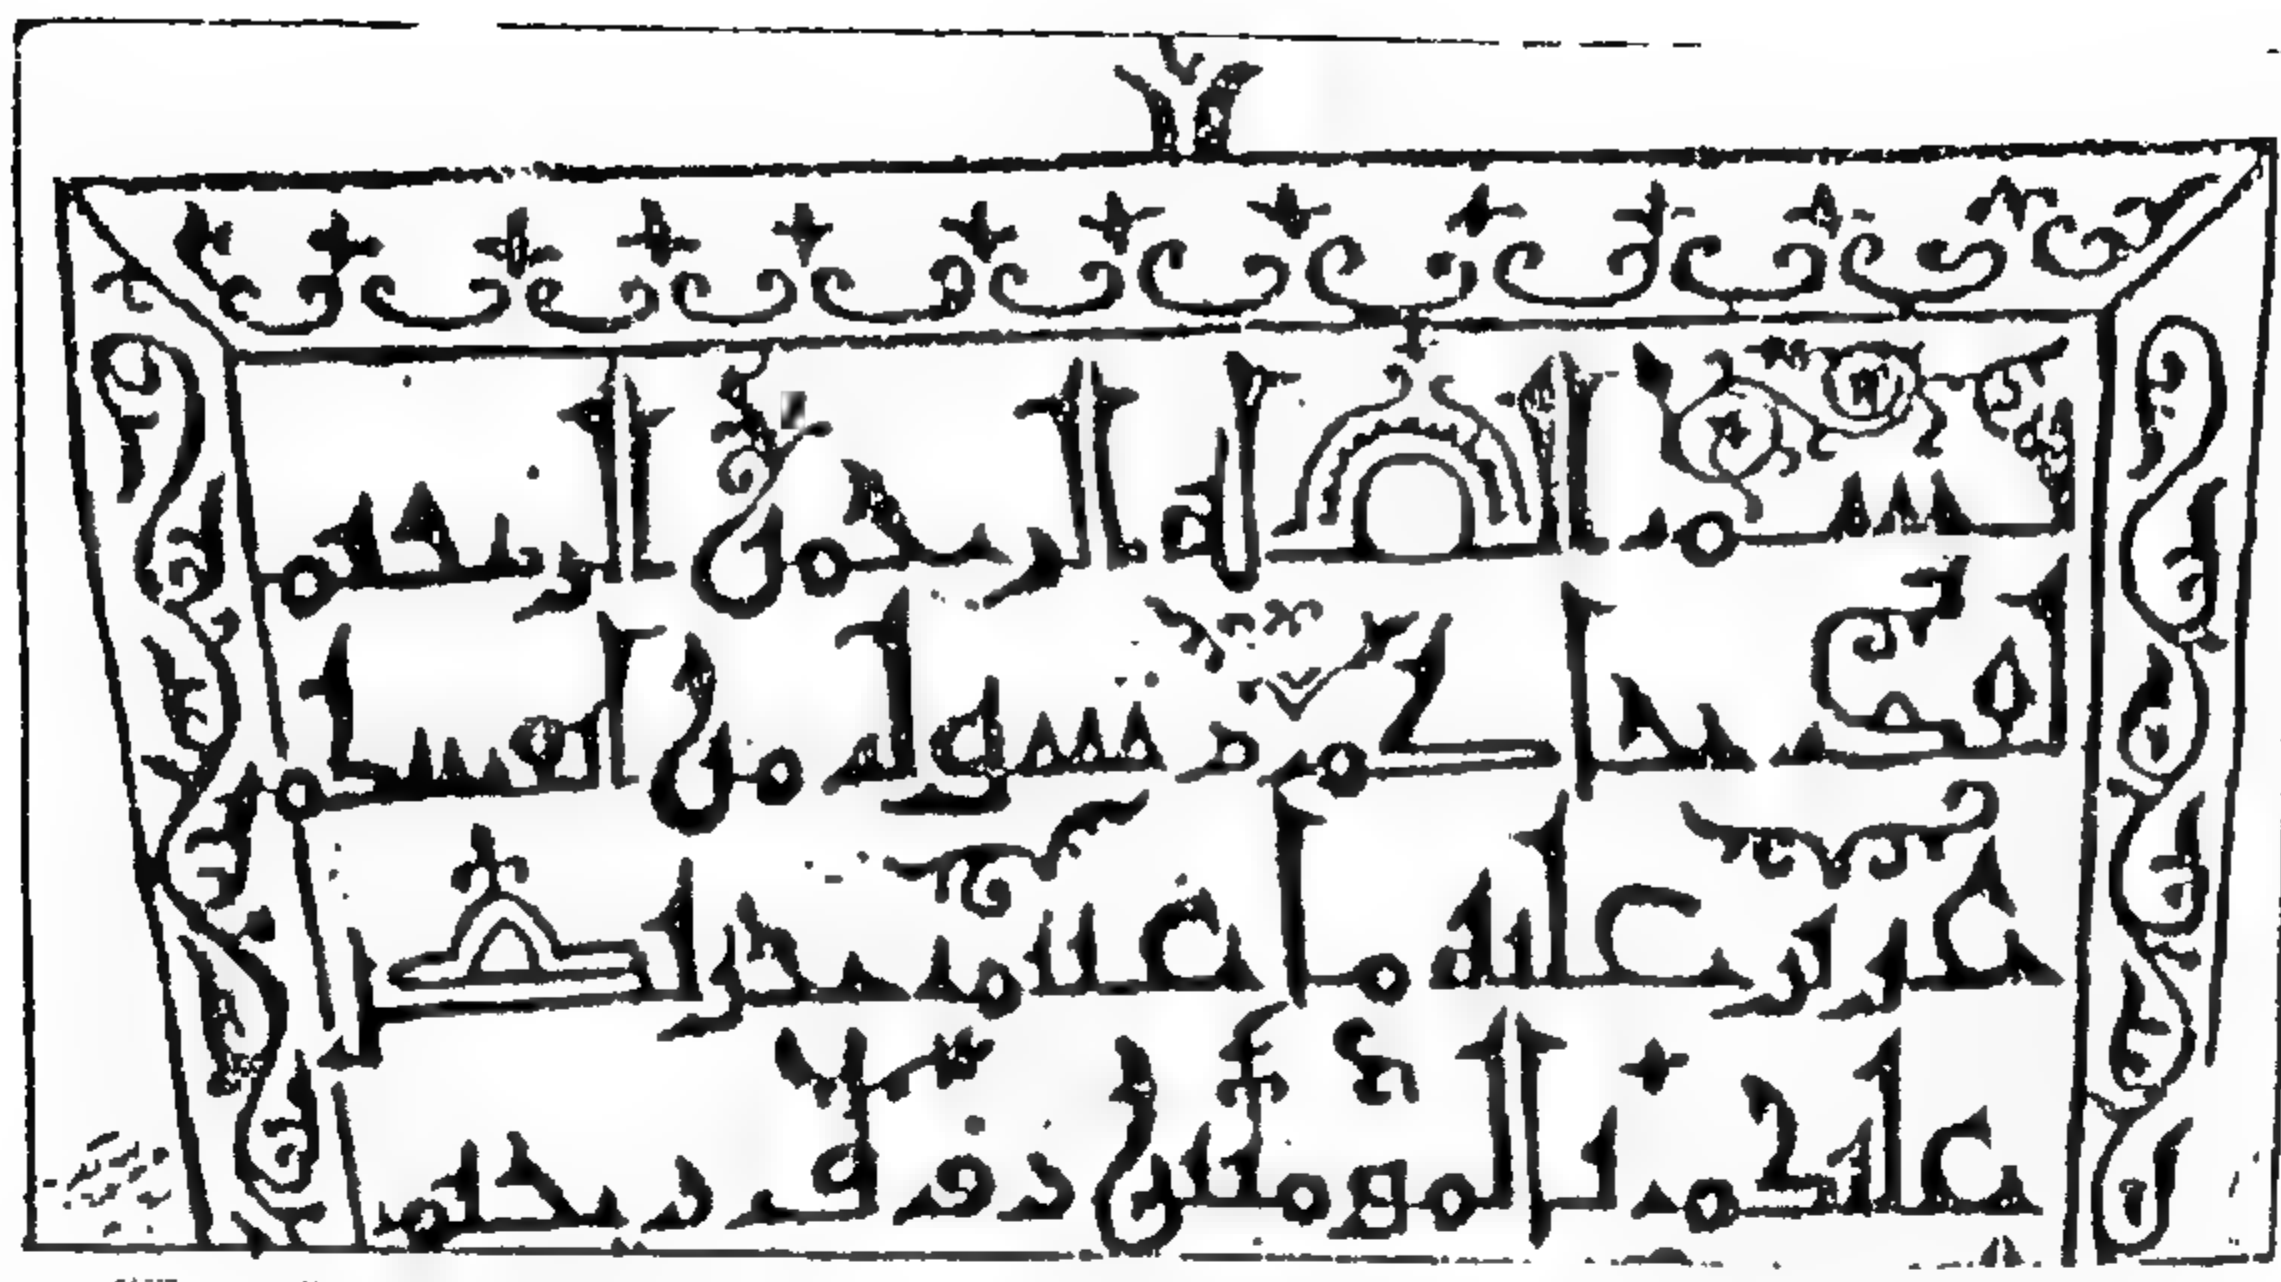 بسم الله الرحمن الرحيم
لقد جاكم رسول من انفسكم
عزيز عليه ما عنتم حريص
عليكم بالمومنين روف رحيم